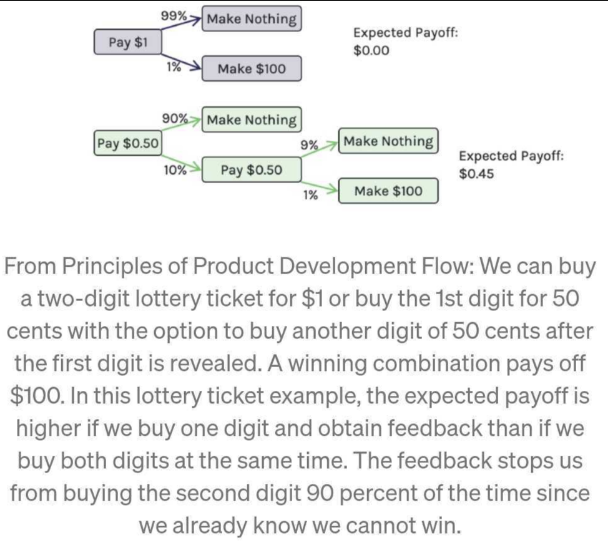 99%
Make Nothing
Pay $1
1%
Make $100
Expected Payoff:
$0.00
90%
Make Nothing
Pay $0.50
10%
Pay $0.50
9%
Make Nothing
1%
Make $100
Expected Payoff:
$0.45
From Principles of Product Development Flow: We can buy
a two-digit lottery ticket for $1 or buy the 1st digit for 50
cents with the option to buy another digit of 50 cents after
the first digit is revealed. A winning combination pays off
$100. In this lottery ticket example, the expected payoff is
higher if we buy one digit and obtain feedback than if we
buy both digits at the same time. The feedback stops us
from buying the second digit 90 percent of the time since
we already know we cannot win.